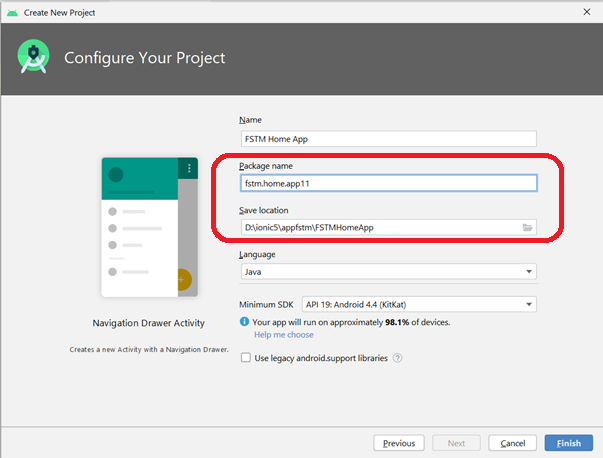 Create New Project
Configure Your Project
Name
FSTM Home App
Package name
fstm.home.app11
Save location
D:\ionic5\appfstm\FSTMHomeApp
Language
Java
Minimum SDK API 19: Android 4.4 (KitKat)
Your app will run on approximately 98.1% of devices.
Help me choose
Use legacy android.support libraries ?
Navigation Drawer Activity
Creates a new Activity with a Navigation Drawer.
Previous Next Cancel Finish